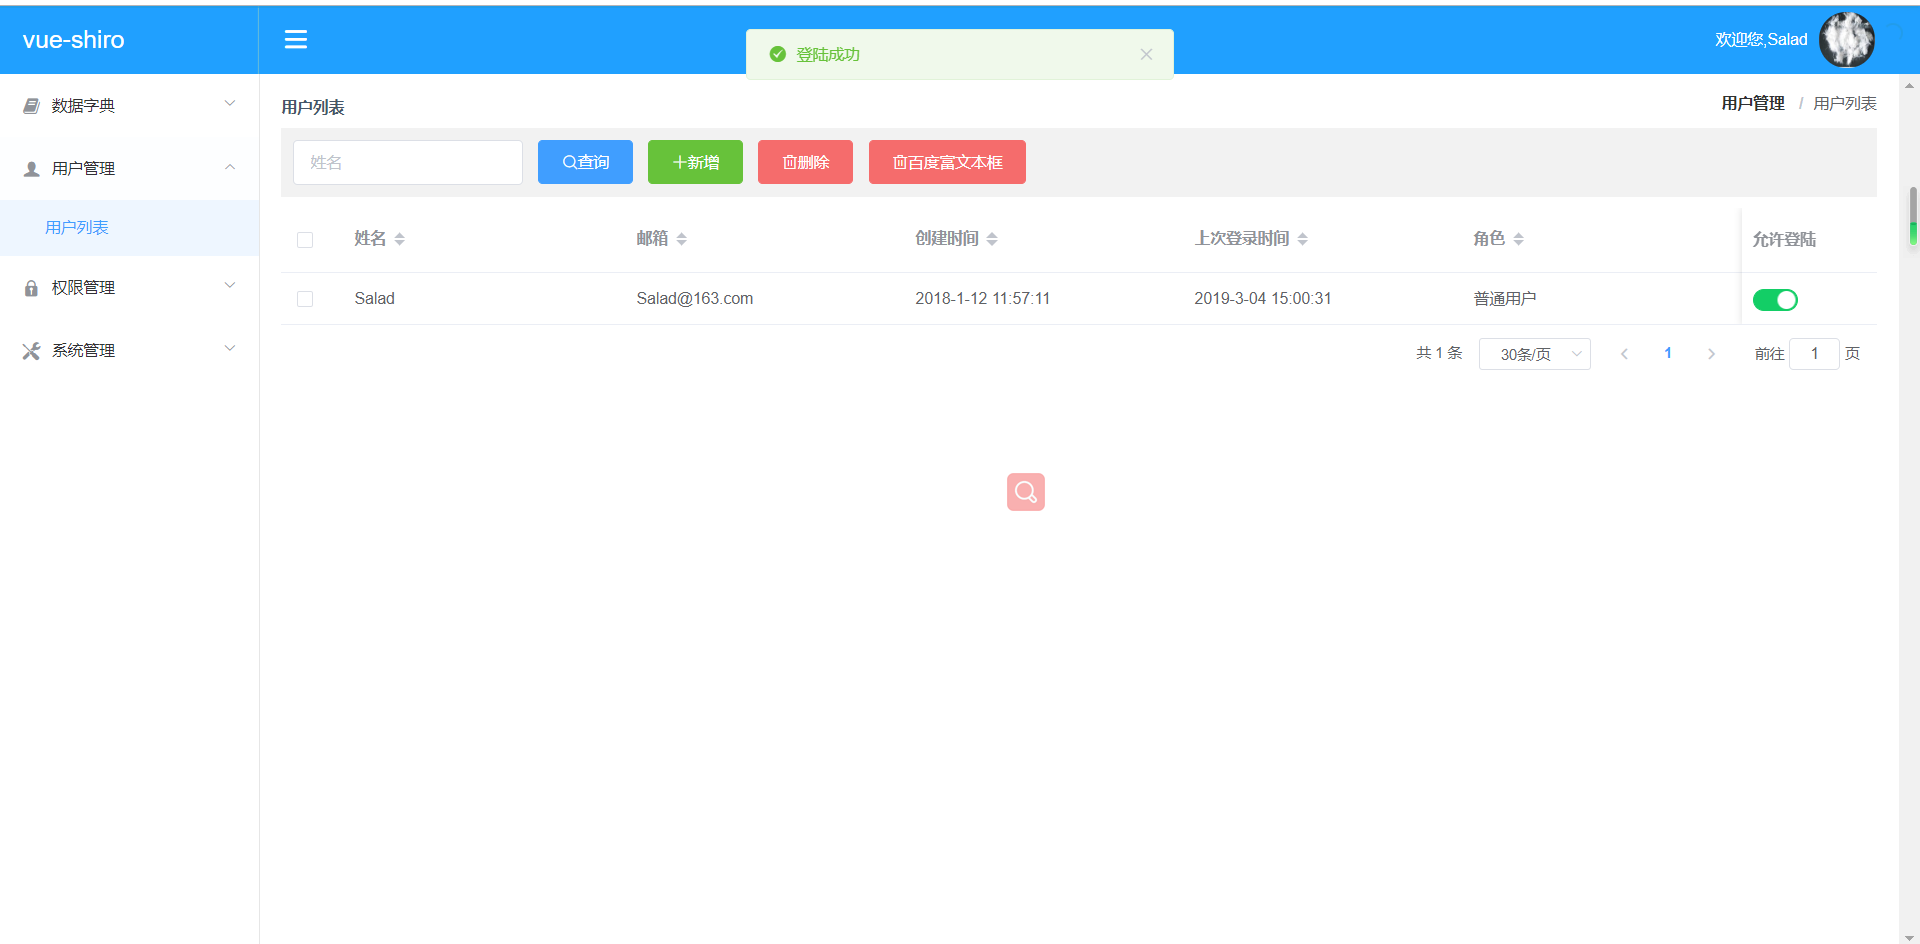 vue-shiro
登陆成功
欢迎您,Salad
数据字典
用户管理
用户列表
权限管理
系统管理
用户列表
用户管理 / 用户列表
姓名 查询 新增 删除 百度富文本框
姓名 邮箱 创建时间 上次登录时间 角色 允许登陆
Salad Salad@163.com 2018-1-12 11:57:11 2019-3-04 15:00:31 普通用户
共 1 条 30条/页 1 前往 1 页